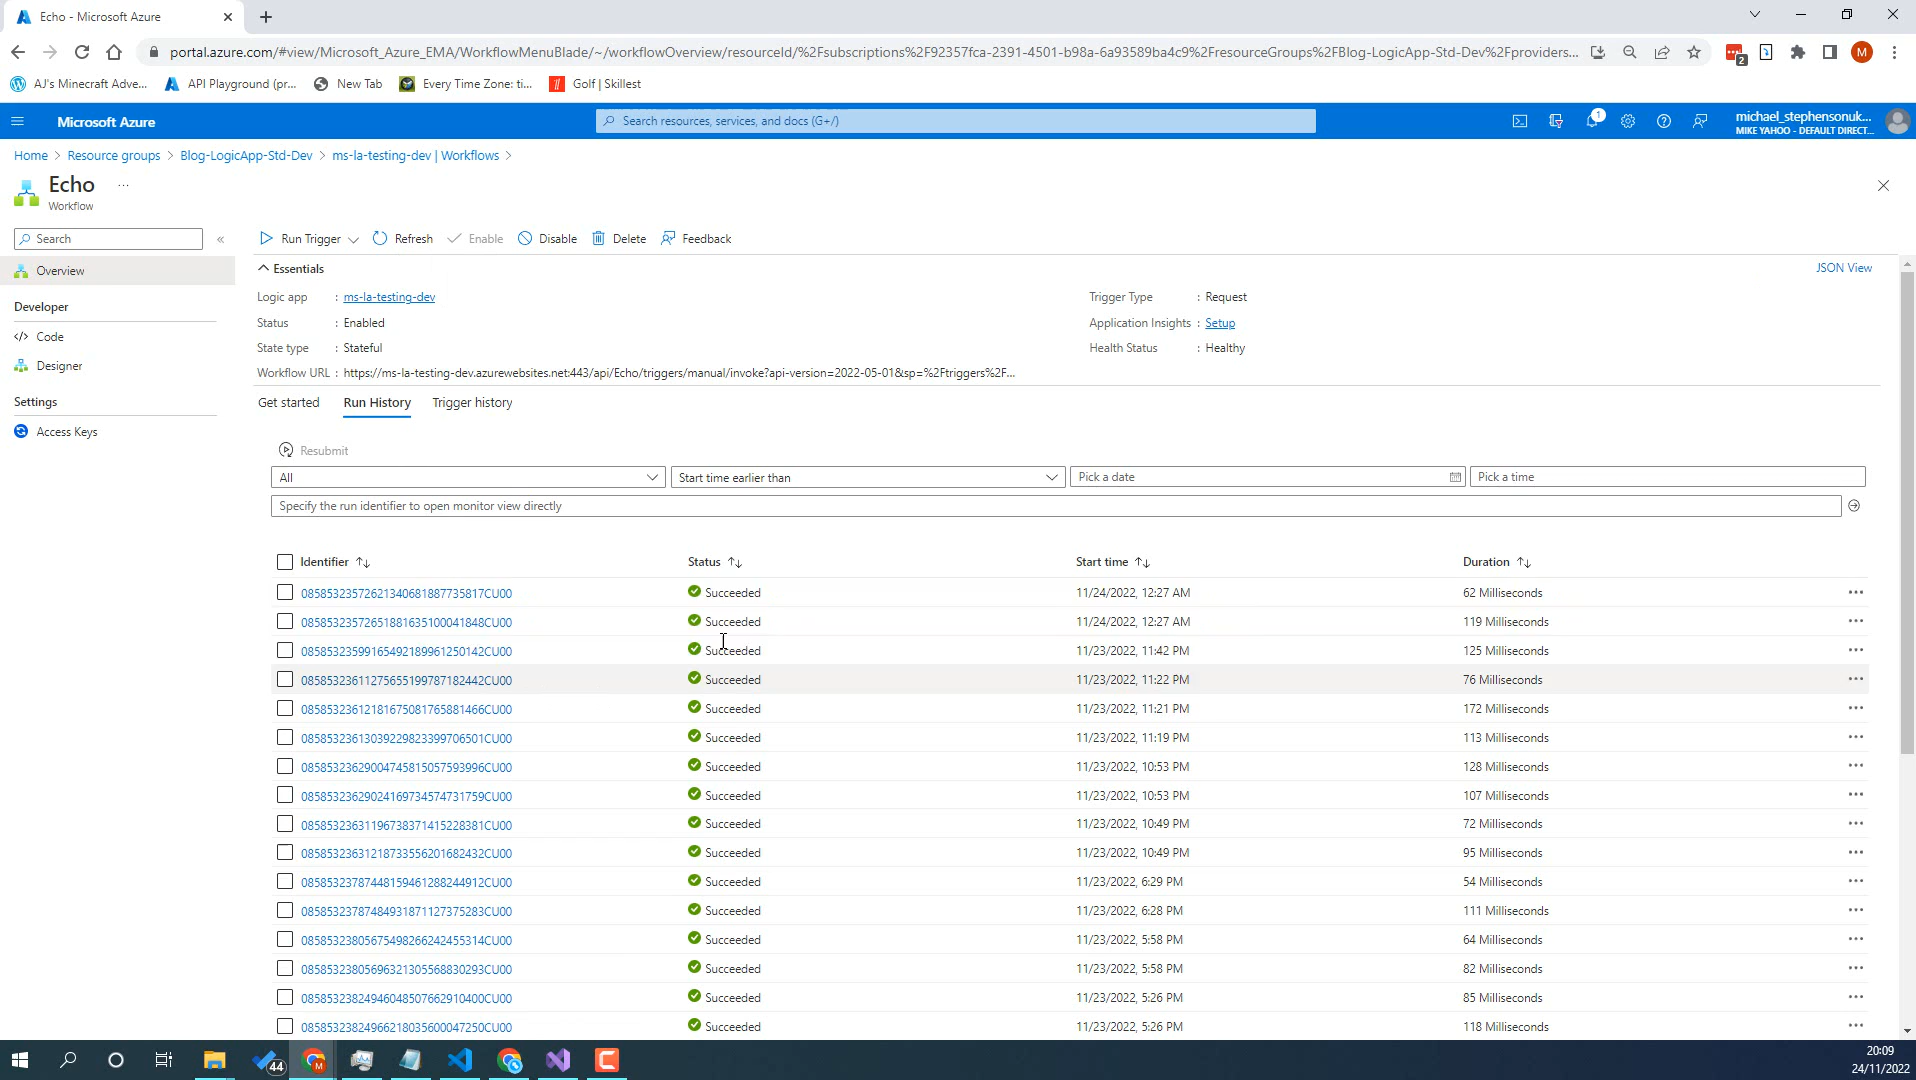 Echo - Microsoft Azure
portal.azure.com/#view/Microsoft_Azure_EMA/WorkflowMenuBlade/~/workflowOverview/resourceId/%2Fsubscriptions%2F92357fca-2391-4501-b98a-6a93589ba4c9%2FresourceGroups%2FBlog-LogicApp-Std-Dev%2Fproviders...
2
M
AJ's Minecraft Adve...
API Playground (pr...
New Tab
Every Time Zone: ti...
Golf | Skillest
Microsoft Azure
Search resources, services, and docs (G+/)
1
michael_stephensonuk...
MIKE YAHOO - DEFAULT DIRECT...
Home > Resource groups > Blog-LogicApp-Std-Dev > ms-la-testing-dev | Workflows >
Echo ...
Workflow
Search
«
Run Trigger
Refresh
Enable
Disable
Delete
Feedback
Overview
Developer
Code
Designer
Settings
Access Keys
Essentials
JSON View
Logic app : ms-la-testing-dev
Trigger Type : Request
Status : Enabled
Application Insights : Setup
State type : Stateful
Health Status : Healthy
Workflow URL : https://ms-la-testing-dev.azurewebsites.net:443/api/Echo/triggers/manual/invoke?api-version=2022-05-01&sp=%2Ftriggers%2F...
Get started
Run History
Trigger history
Resubmit
All
Start time earlier than
Pick a date
Pick a time
Specify the run identifier to open monitor view directly
Identifier Status Start time Duration
08585323572621340681887735817CU00 Succeeded 11/24/2022, 12:27 AM 62 Milliseconds ...
08585323572651881635100041848CU00 Succeeded 11/24/2022, 12:27 AM 119 Milliseconds ...
08585323599165492189961250142CU00 Succeeded 11/23/2022, 11:42 PM 125 Milliseconds ...
08585323611275655199787182442CU00 Succeeded 11/23/2022, 11:22 PM 76 Milliseconds ...
08585323612181675081765881466CU00 Succeeded 11/23/2022, 11:21 PM 172 Milliseconds ...
08585323613039229823399706501CU00 Succeeded 11/23/2022, 11:19 PM 113 Milliseconds ...
08585323629004745815057593996CU00 Succeeded 11/23/2022, 10:53 PM 128 Milliseconds ...
08585323629024169734574731759CU00 Succeeded 11/23/2022, 10:53 PM 107 Milliseconds ...
08585323631196738371415228381CU00 Succeeded 11/23/2022, 10:49 PM 72 Milliseconds ...
08585323631218733556201682432CU00 Succeeded 11/23/2022, 10:49 PM 95 Milliseconds ...
08585323787448159461288244912CU00 Succeeded 11/23/2022, 6:29 PM 54 Milliseconds ...
08585323787484931871127375283CU00 Succeeded 11/23/2022, 6:28 PM 111 Milliseconds ...
08585323805675498266242455314CU00 Succeeded 11/23/2022, 5:58 PM 64 Milliseconds ...
08585323805696321305568830293CU00 Succeeded 11/23/2022, 5:58 PM 82 Milliseconds ...
08585323824946048507662910400CU00 Succeeded 11/23/2022, 5:26 PM 85 Milliseconds ...
08585323824966218035600047250CU00 Succeeded 11/23/2022, 5:26 PM 118 Milliseconds ...
44
M
20:09
24/11/2022